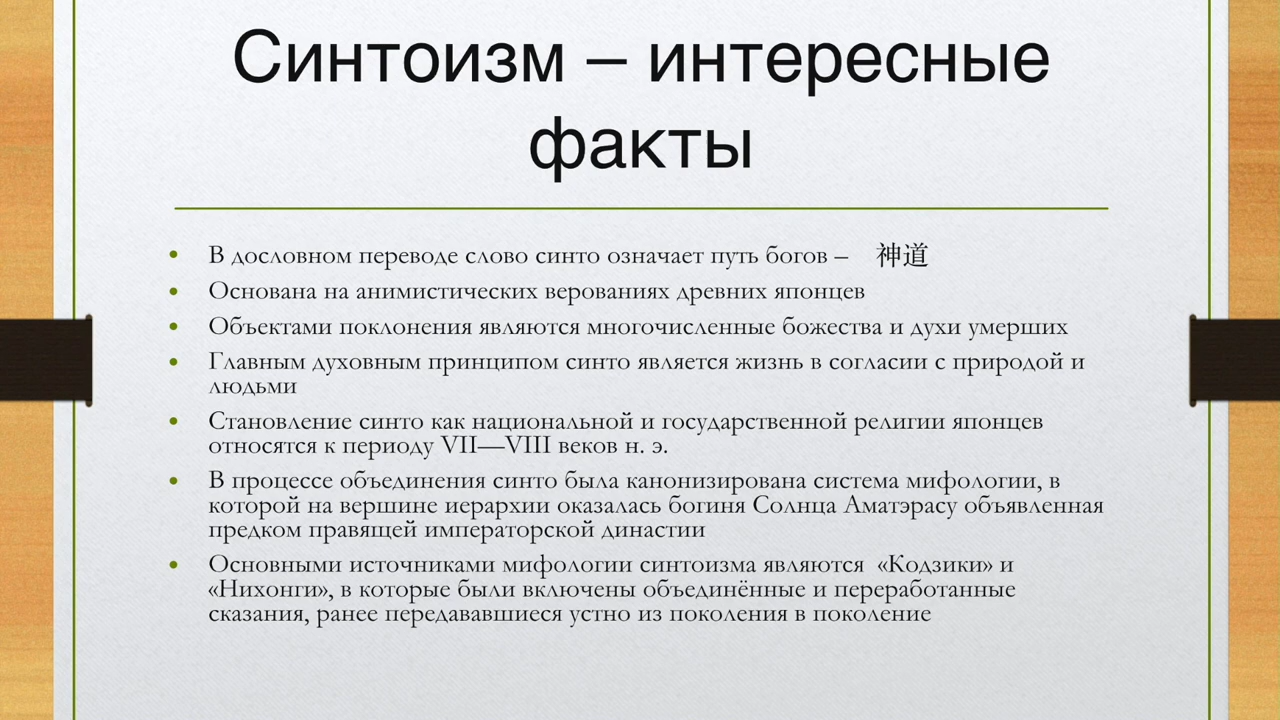 Синтоизм – интересные
факты
• В дословном переводе слово синто означает путь богов – 神道
• Основана на анимистических верованиях древних японцев
• Объектами поклонения являются многочисленные божества и духи умерших
• Главным духовным принципом синто является жизнь в согласии с природой и
людьми
• Становление синто как национальной и государственной религии японцев
относятся к периоду VII—VIII веков н. э.
• В процессе объединения синто была канонизирована система мифологии, в
которой на вершине иерархии оказалась богиня Солнца Аматэрасу объявленная
предком правящей императорской династии
• Основными источниками мифологии синтоизма являются «Кодзики» и
«Нихонги», в которые были включены объединённые и переработанные
сказания, ранее передававшиеся устно из поколения в поколение